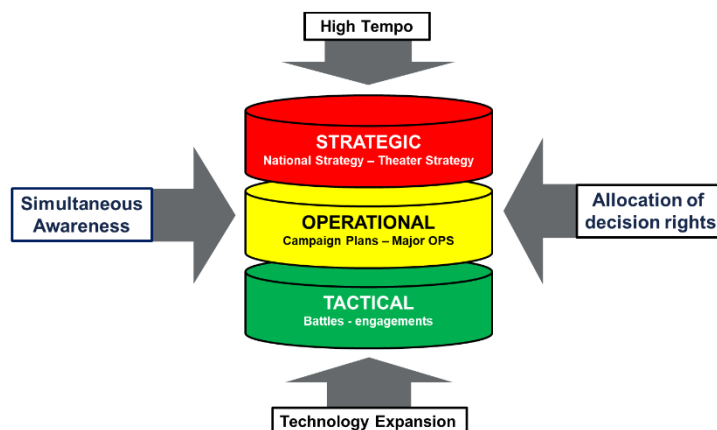 High Tempo
STRATEGIC
National Strategy – Theater Strategy
Simultaneous
Awareness
OPERATIONAL
Campaign Plans – Major OPS
Allocation of
decision rights
TACTICAL
Battles - engagements
Technology Expansion